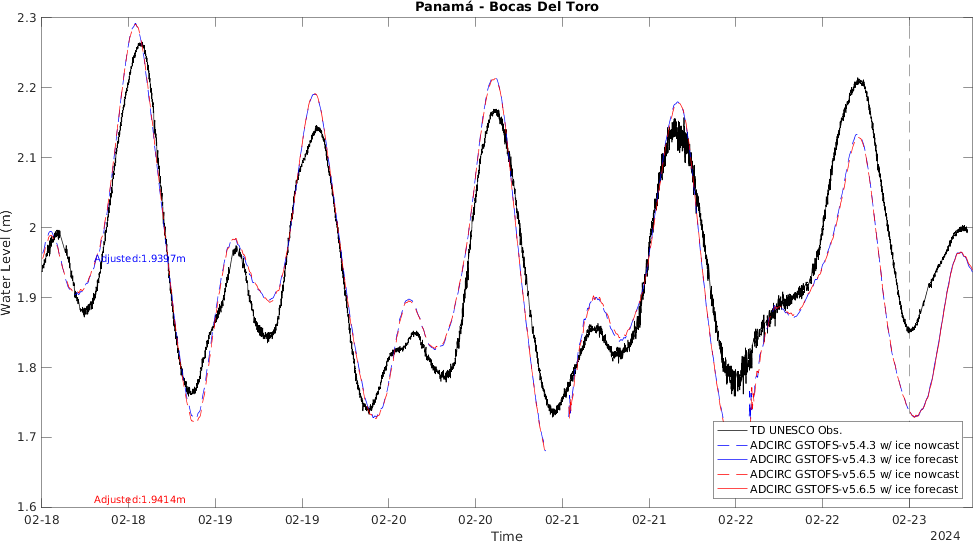 Panamá - Bocas Del Toro
2.3
2.2
2.1
2
1.9
1.8
1.7
1.6
Water Level (m)
Adjusted:1.9397m
Adjusted:1.9414m
TD UNESCO Obs.
ADCIRC GSTOFS-v5.4.3 w/ ice nowcast
ADCIRC GSTOFS-v5.4.3 w/ ice forecast
ADCIRC GSTOFS-v5.6.5 w/ ice nowcast
ADCIRC GSTOFS-v5.6.5 w/ ice forecast
02-18 02-18 02-19 02-19 02-20 02-20 02-21 02-21 02-22 02-22 02-23
Time
2024